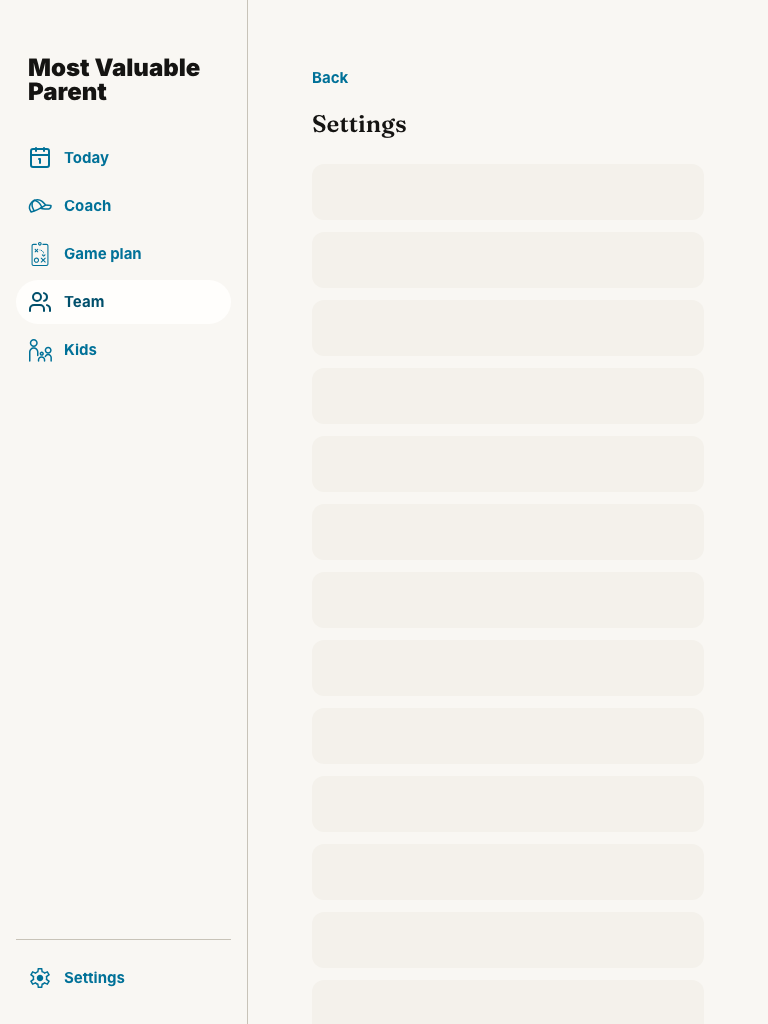 Most Valuable
Parent
Today
Coach
Game plan
Team
Kids
Settings
Back
Settings